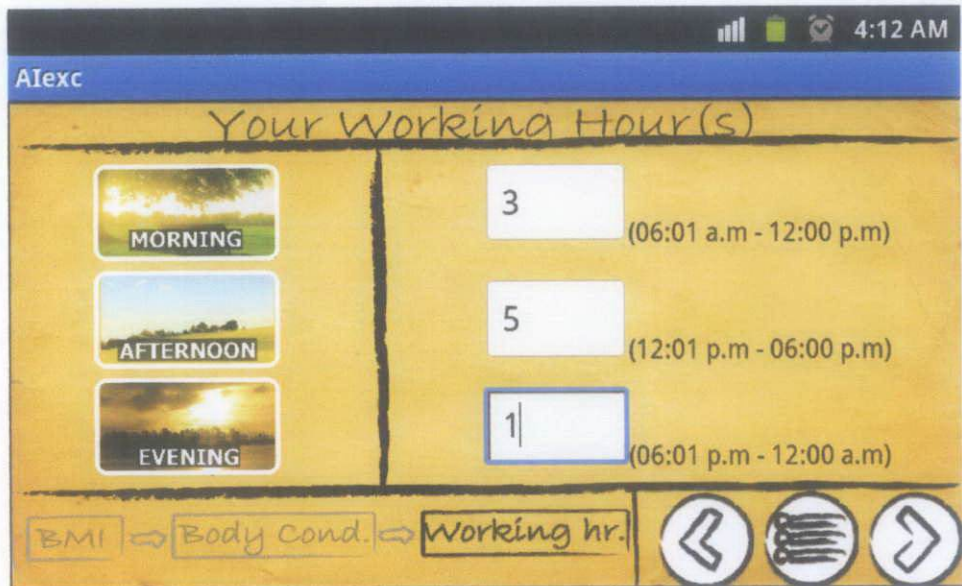 4:12 AM
AIexc
Your Working Hour(s)
MORNING
3
(06:01 a.m - 12:00 p.m)
AFTERNOON
5
(12:01 p.m - 06:00 p.m)
EVENING
1
(06:01 p.m - 12:00 a.m)
BMI ⇨ Body Cond. ⇨ Working hr.